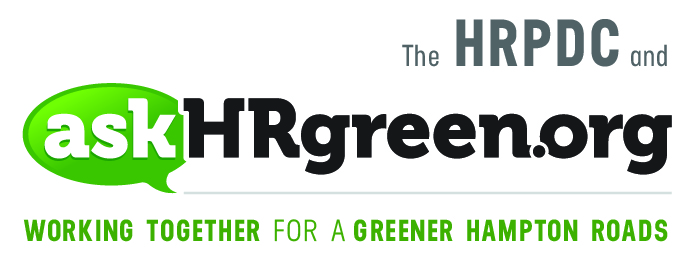 The HRPDC and
askHRgreen.org
WORKING TOGETHER FOR A GREENER HAMPTON ROADS